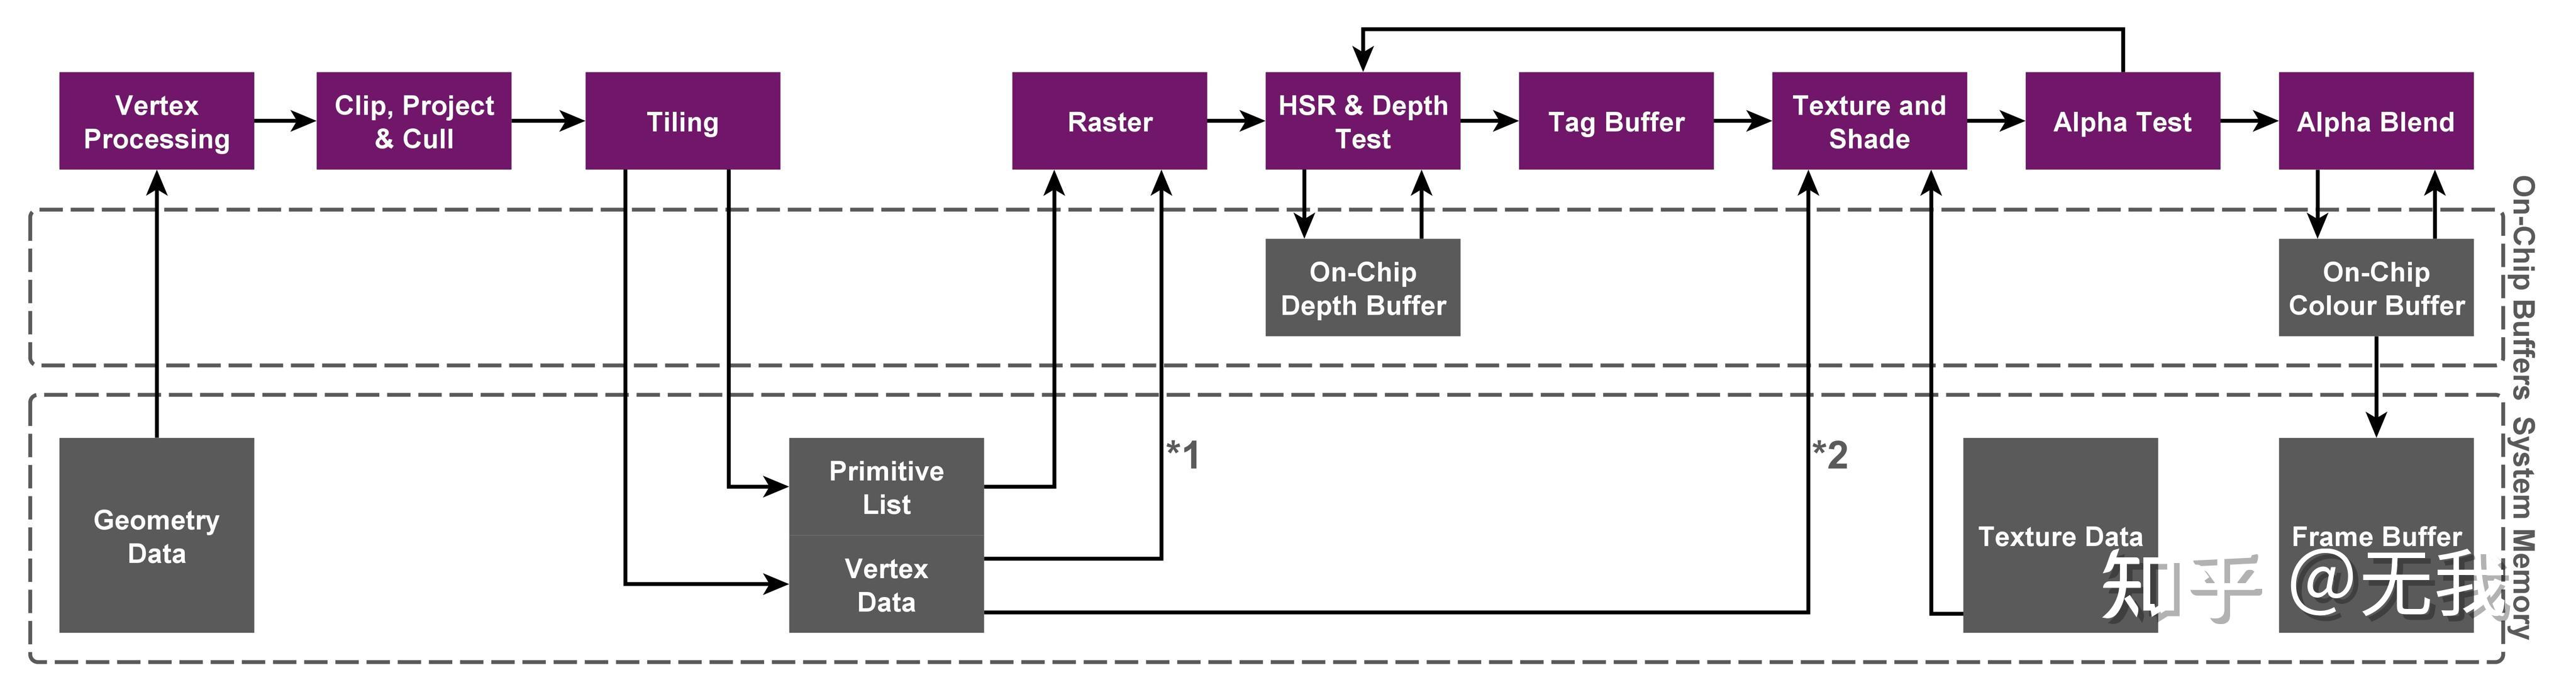 Vertex
Processing
Clip, Project
& Cull
Tiling
Raster
HSR & Depth
Test
Tag Buffer
Texture and
Shade
Alpha Test
Alpha Blend
On-Chip
Depth Buffer
On-Chip
Colour Buffer
On-Chip Buffers
Geometry
Data
Primitive
List
Vertex
Data
*1
*2
Texture Data
Frame Buffer
System Memory
知乎 @无我